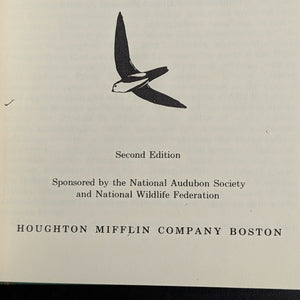 Second Edition
Sponsored by the National Audubon Society
and National Wildlife Federation
HOUGHTON MIFFLIN COMPANY BOSTON